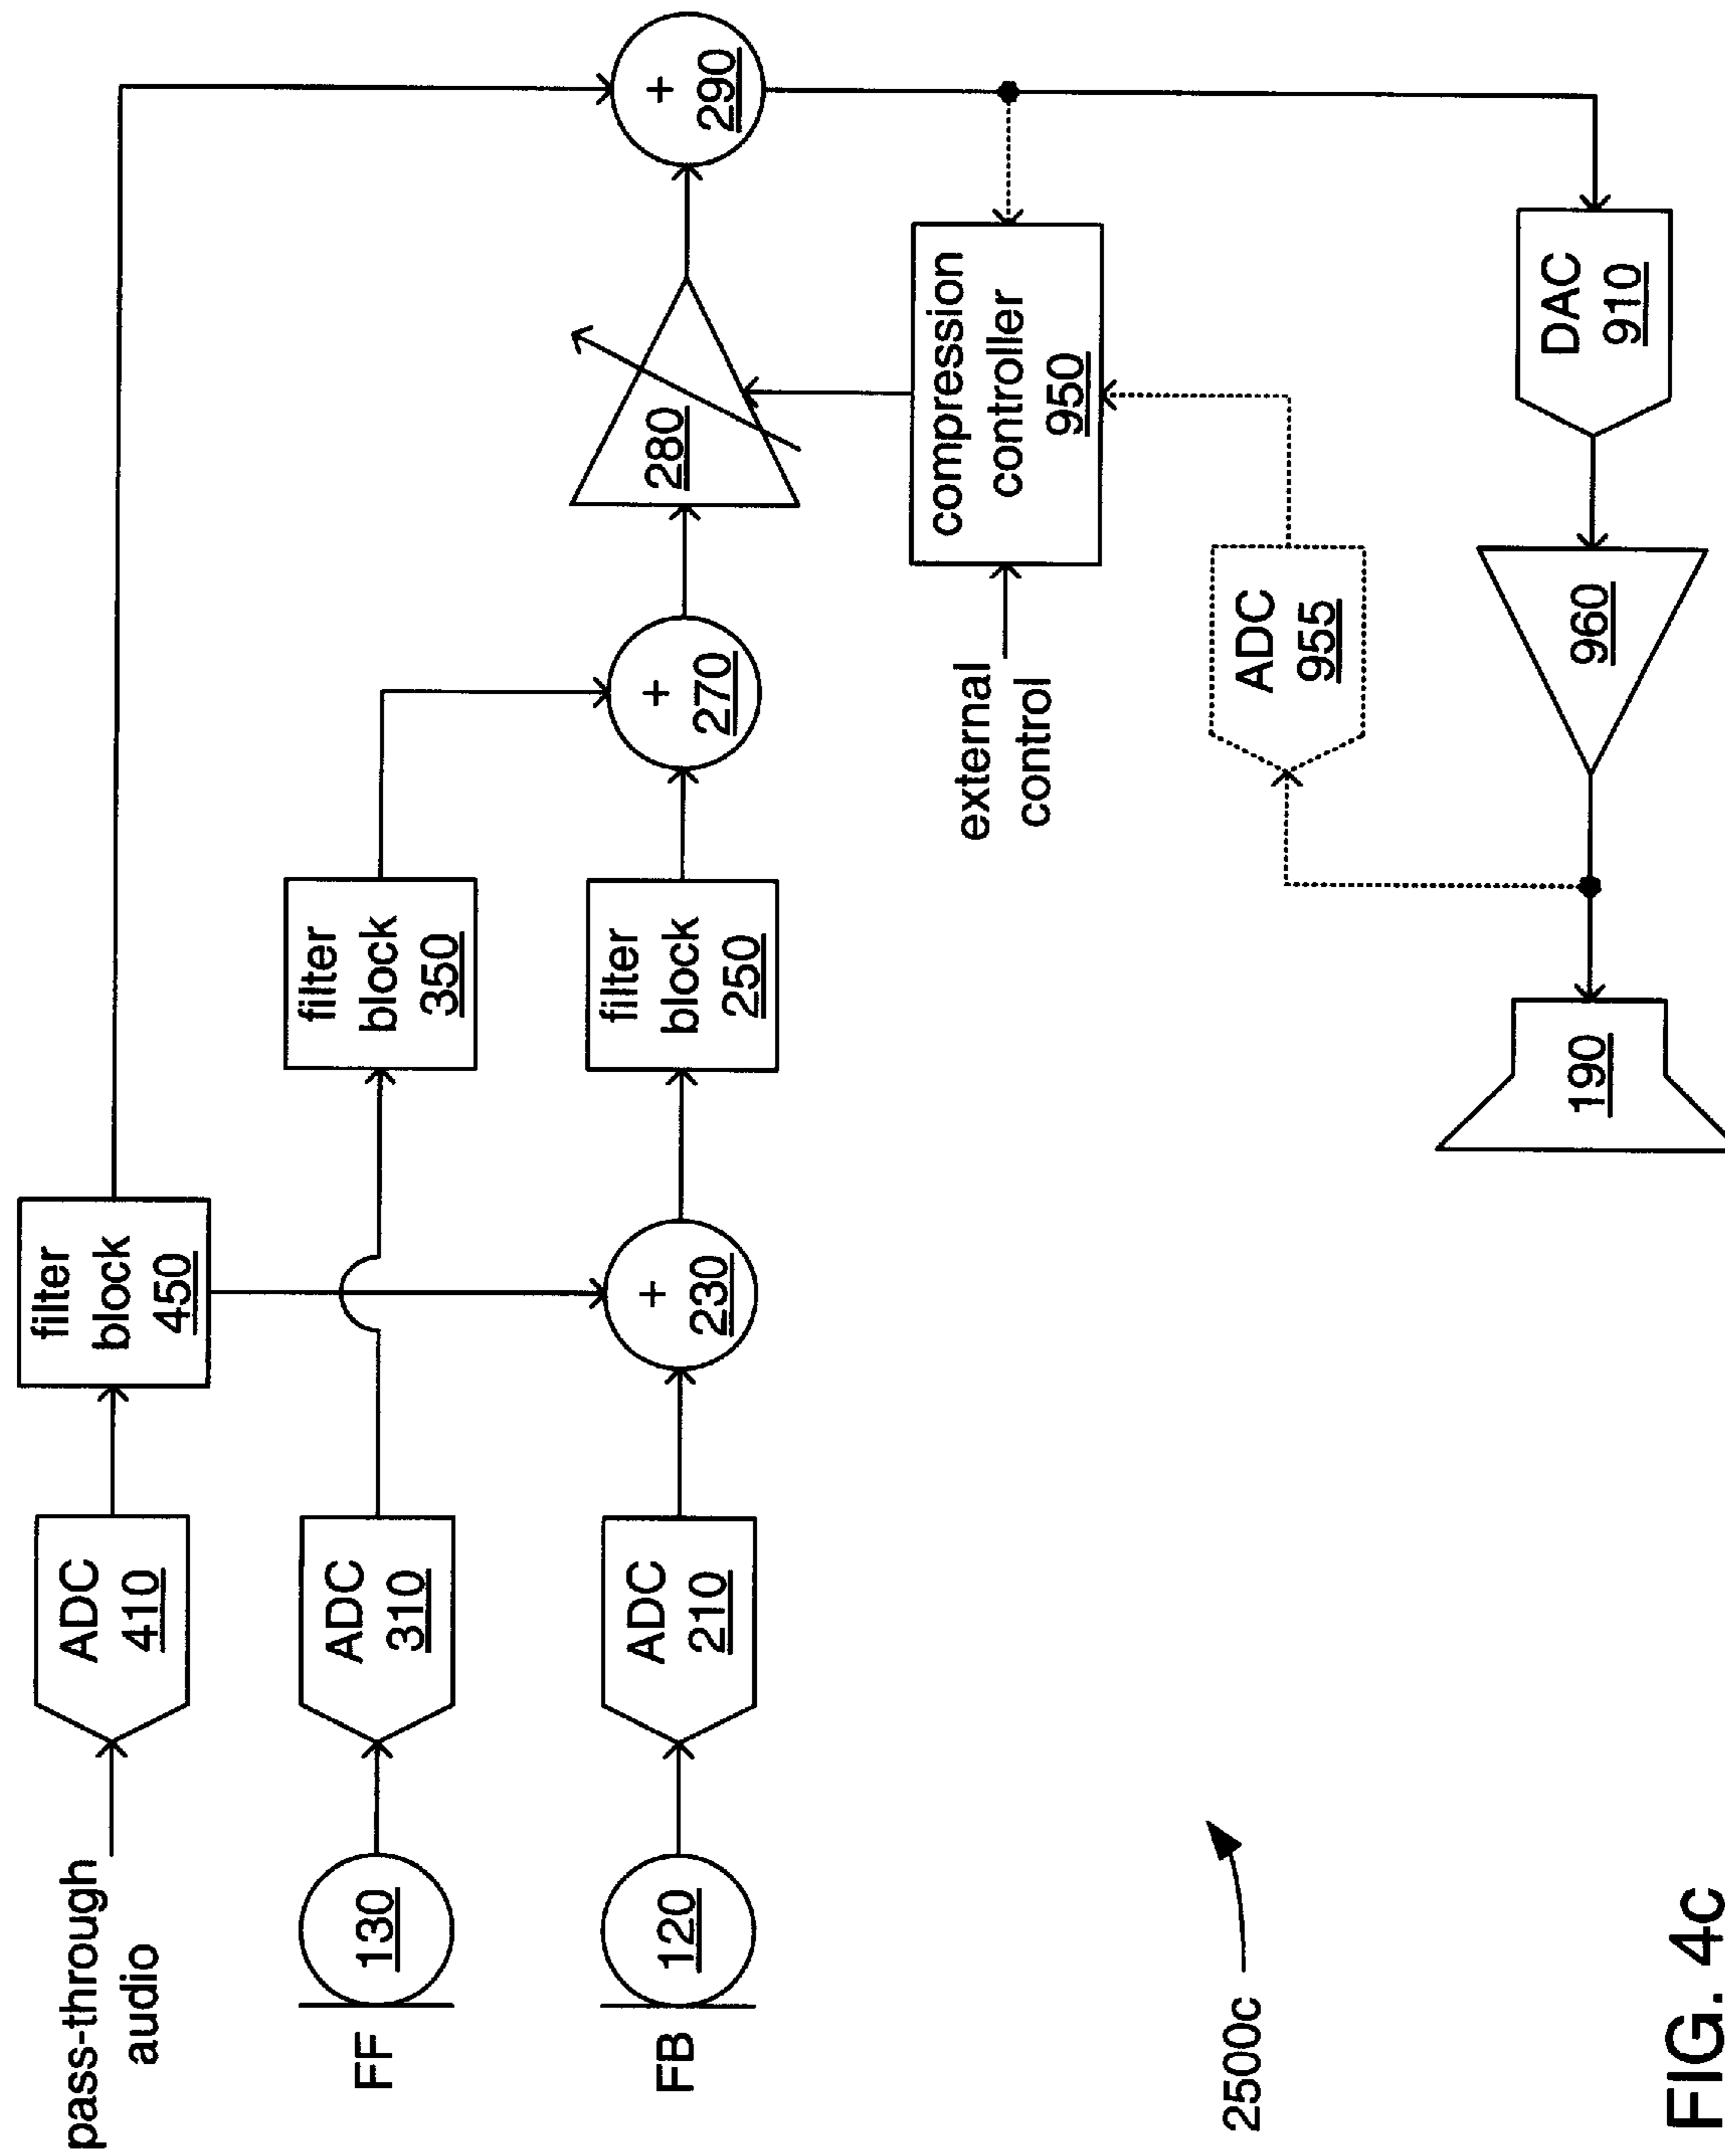 pass-through
audio
ADC
410
filter
block
450
FF
130
ADC
310
filter
block
350
FB
120
ADC
210
+
230
filter
block
250
+
270
280
+
290
external
control
compression
controller
950
ADC
955
190
960
DAC
910
2500c
FIG. 4c